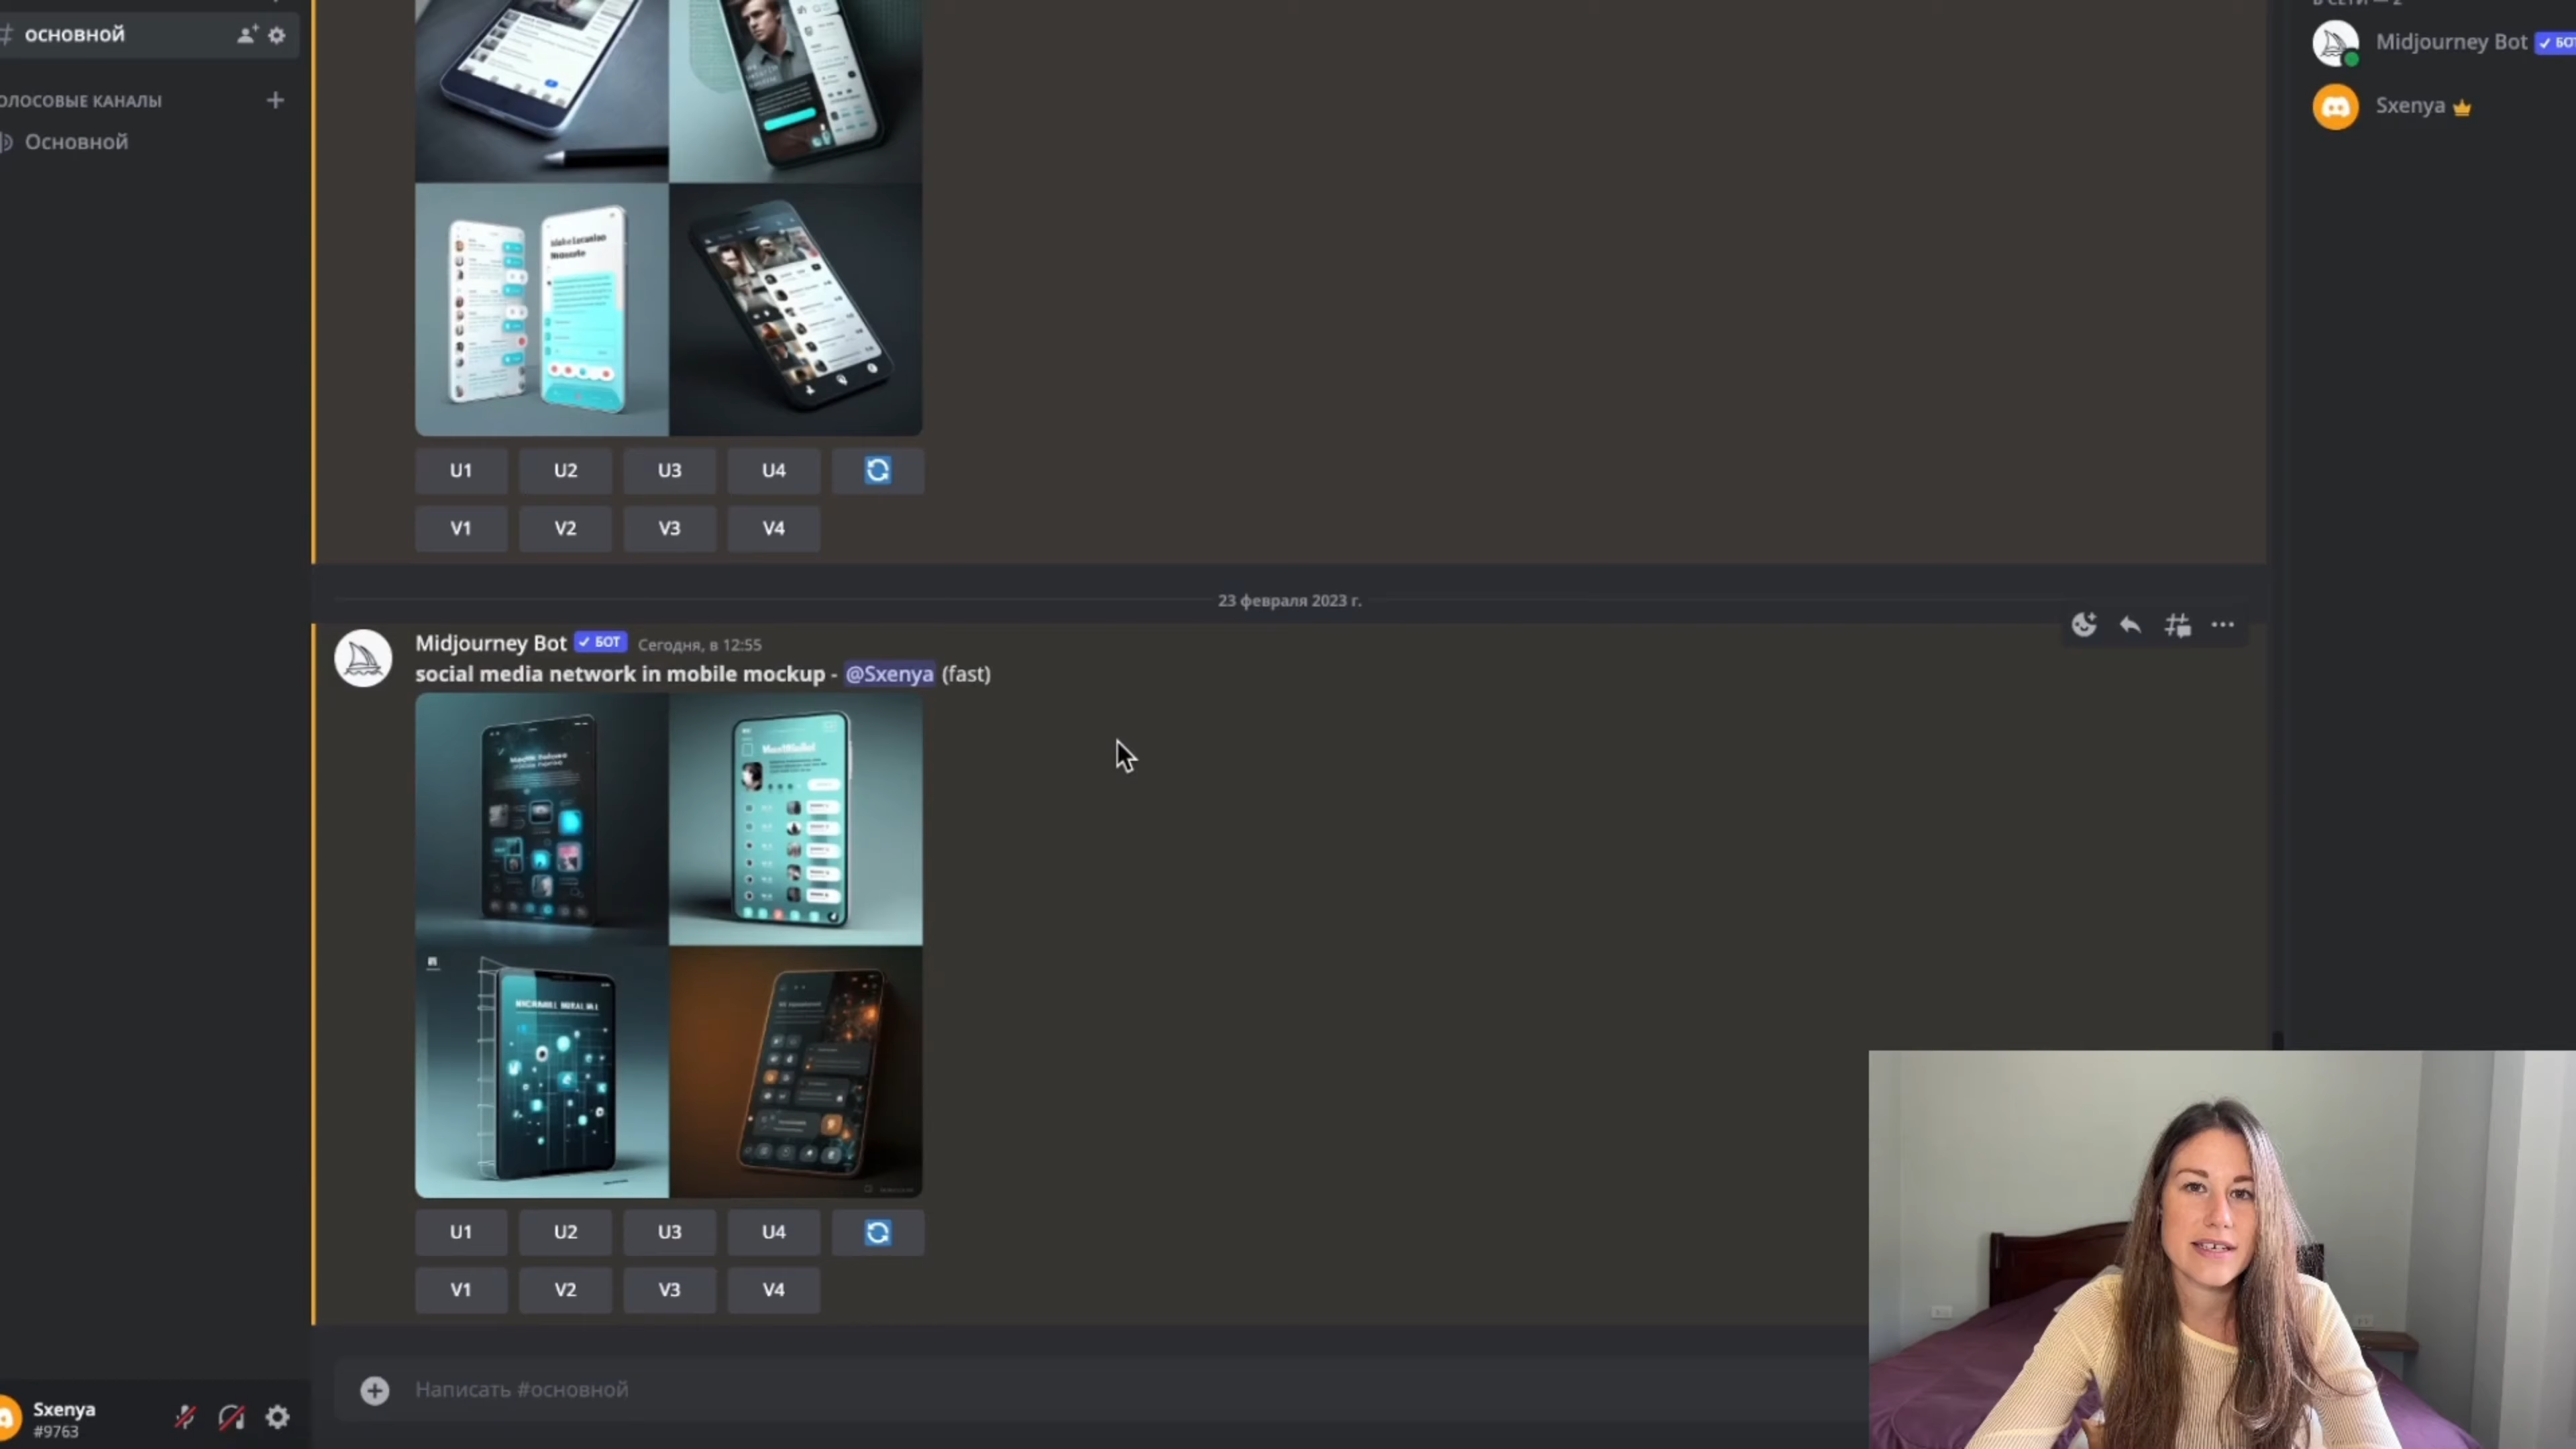 основной
ОЛОСОВЫЕ КАНАЛЫ
Основной
U1 U2 U3 U4
V1 V2 V3 V4
23 февраля 2023 г.
Midjourney Bot БОТ Сегодня, в 12:55
social media network in mobile mockup - @Sxenya (fast)
U1 U2 U3 U4
V1 V2 V3 V4
Написать #основной
Sxenya
#9763
В СЕТИ — 2
Midjourney Bot БОТ
Sxenya